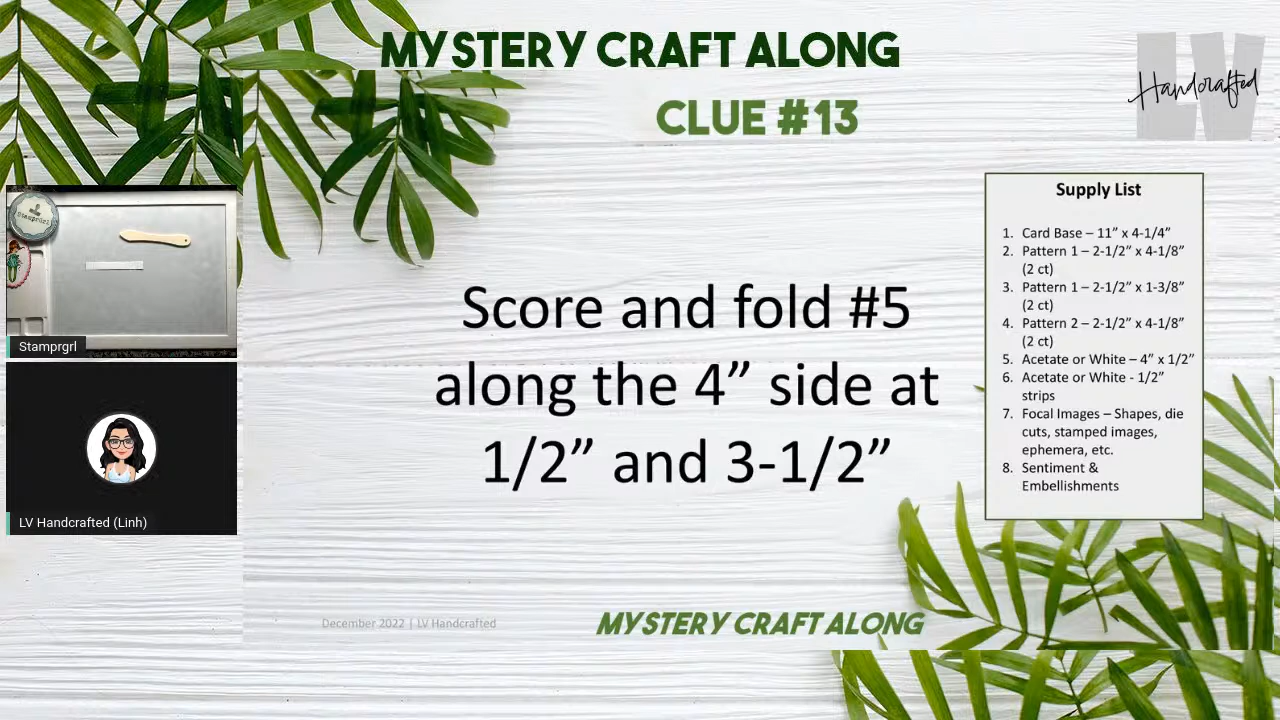 MYSTERY CRAFT ALONG
CLUE #13
Handcrafted
LV
Supply List
1. Card Base – 11” x 4-1/4”
2. Pattern 1 – 2-1/2” x 4-1/8”
(2 ct)
3. Pattern 1 – 2-1/2” x 1-3/8”
(2 ct)
4. Pattern 2 – 2-1/2” x 4-1/8”
(2 ct)
5. Acetate or White – 4” x 1/2”
6. Acetate or White - 1/2”
strips
7. Focal Images – Shapes, die
cuts, stamped images,
ephemera, etc.
8. Sentiment &
Embellishments
Score and fold #5
along the 4” side at
1/2” and 3-1/2”
Stamprgrl
Stamprgrl
LV Handcrafted (Linh)
December 2022 | LV Handcrafted
MYSTERY CRAFT ALONG